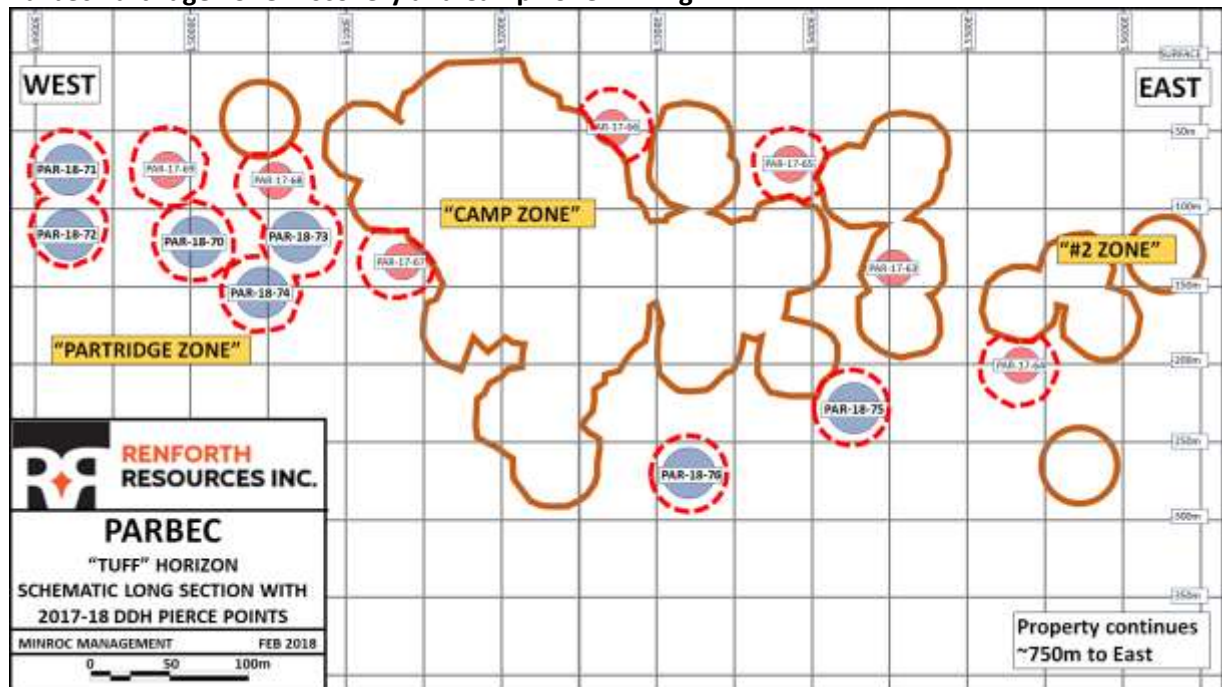 WEST
EAST
SURFACE
50m
100m
150m
200m
250m
300m
350m
PAR-17-66
PAR-18-71
PAR-17-69
PAR-17-68
PAR-17-65
"CAMP ZONE"
PAR-18-72
PAR-18-70
PAR-18-73
PAR-17-67
PAR-17-63
"#2 ZONE"
PAR-18-74
"PARTRIDGE ZONE"
PAR-17-64
PAR-18-75
PAR-18-76
RENFORTH
RESOURCES INC.
PARBEC
"TUFF" HORIZON
SCHEMATIC LONG SECTION WITH
2017-18 DDH PIERCE POINTS
MINROC MANAGEMENT FEB 2018
0 50 100m
Property continues
~750m to East